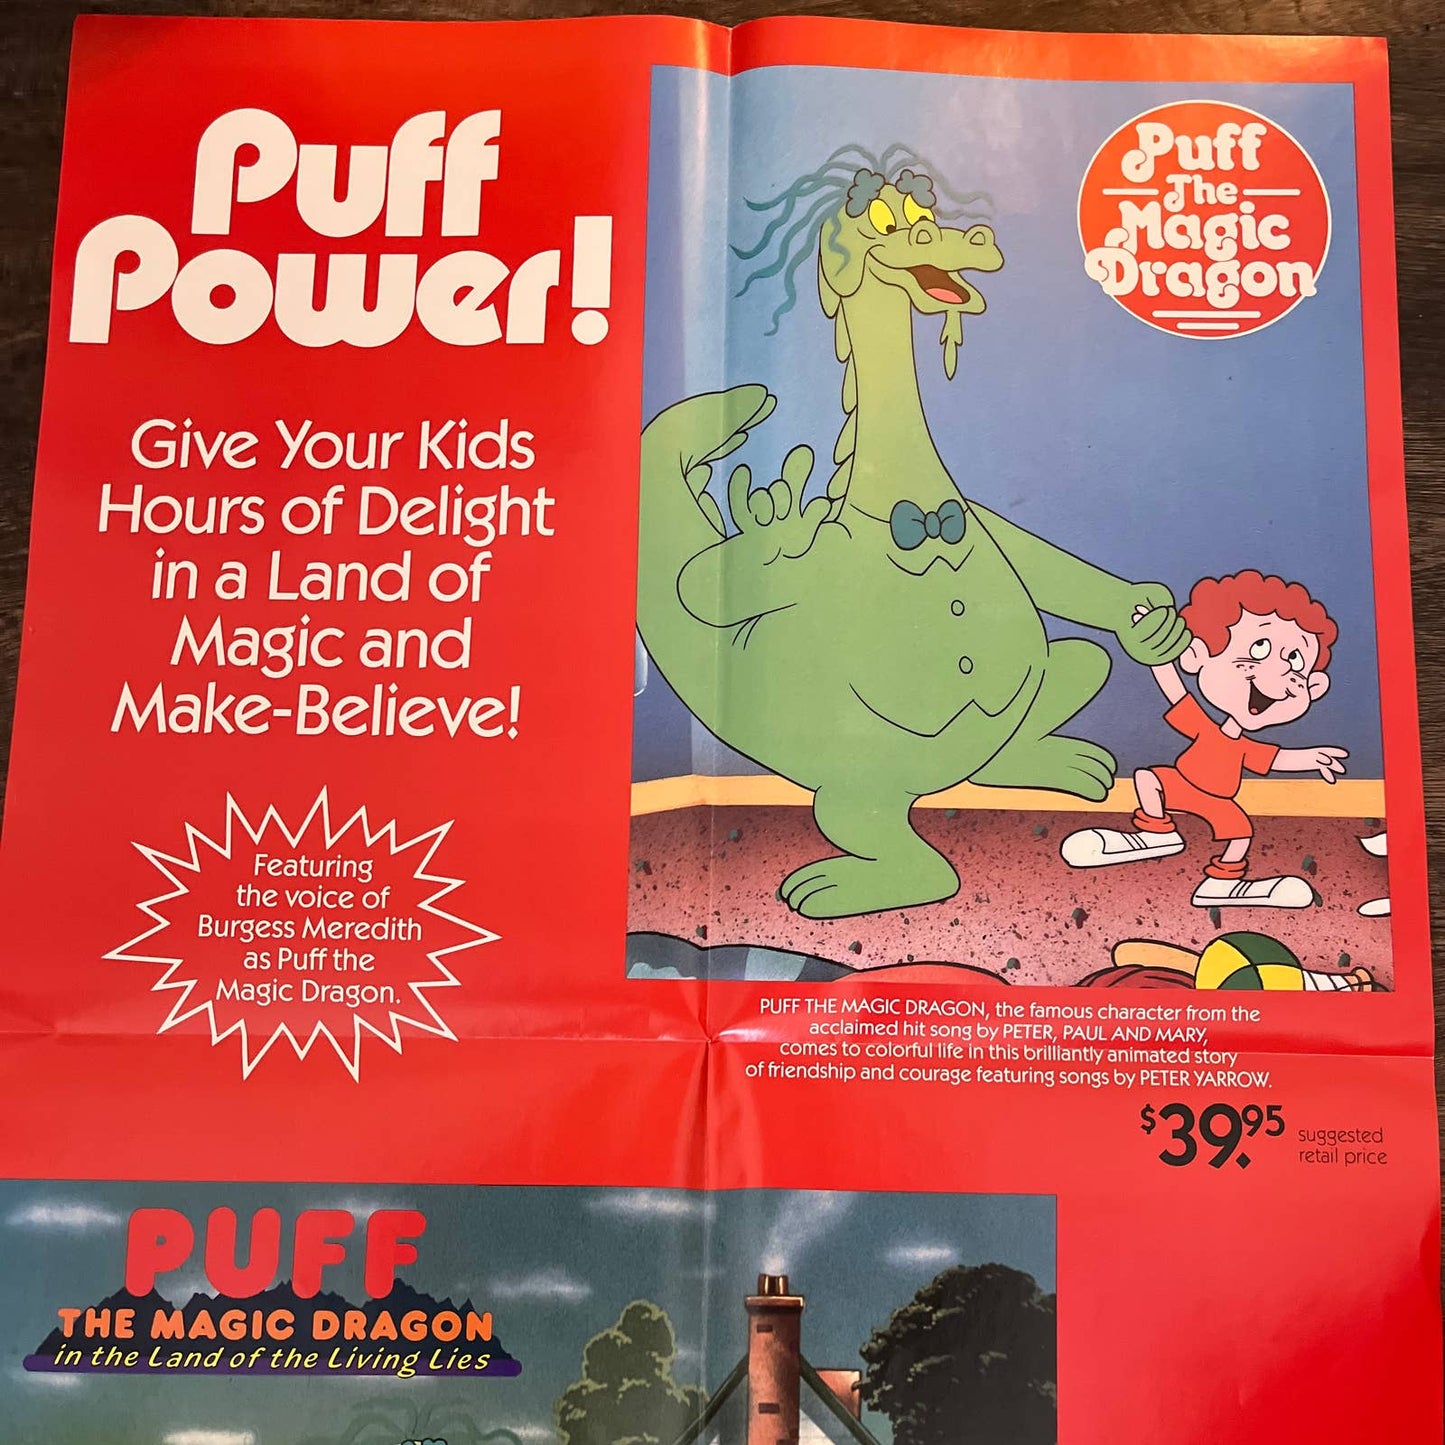 Puff
Power!
Give Your Kids
Hours of Delight
in a Land of
Magic and
Make-Believe!
Featuring
the voice of
Burgess Meredith
as Puff the
Magic Dragon.
Puff
The
Magic
Dragon
PUFF THE MAGIC DRAGON, the famous character from the
acclaimed hit song by PETER, PAUL AND MARY,
comes to colorful life in this brilliantly animated story
of friendship and courage featuring songs by PETER YARROW.
$39.95 suggested
retail price
PUFF
THE MAGIC DRAGON
in the Land of the Living Lies